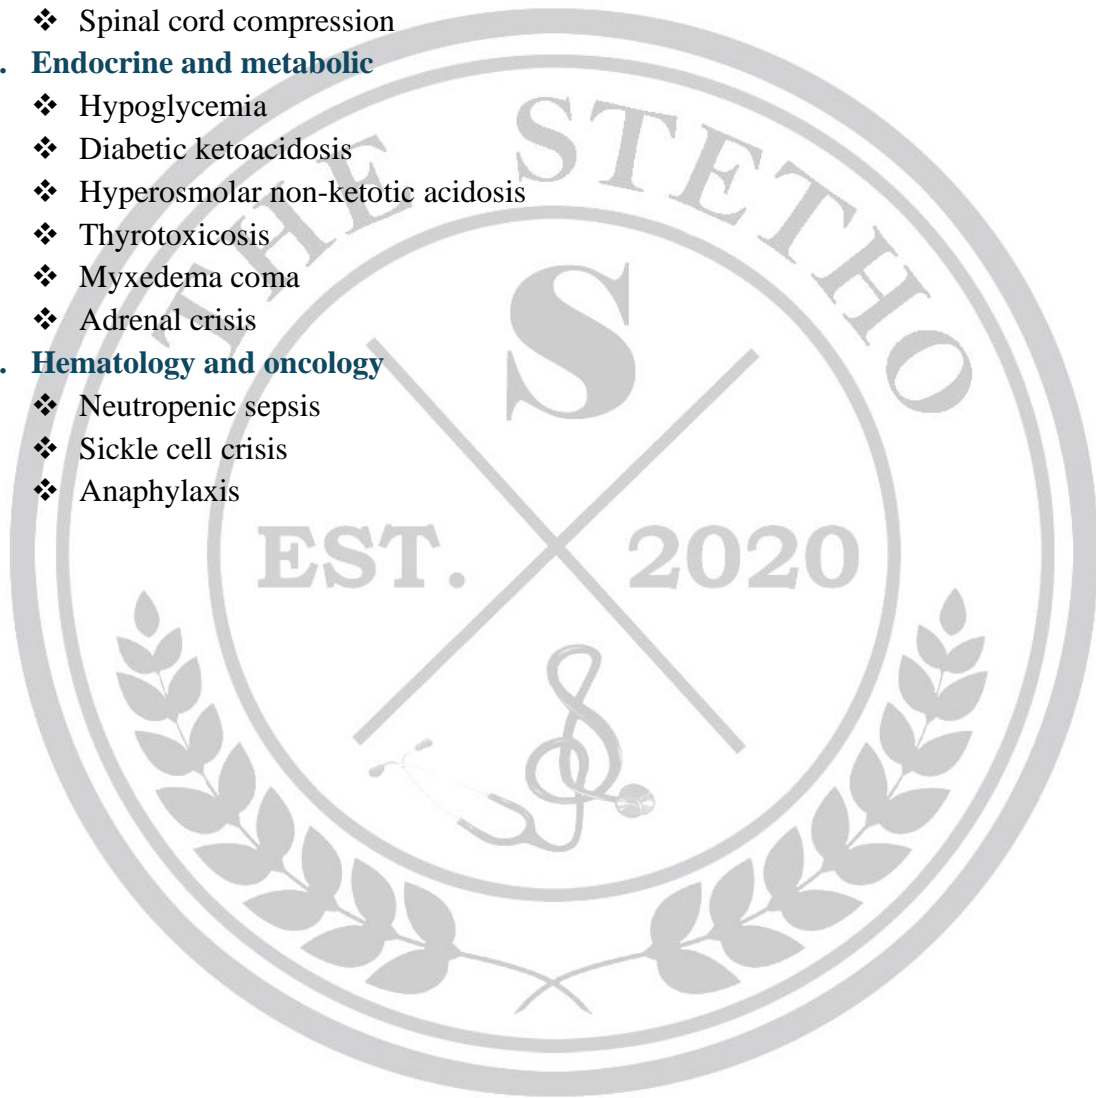 ❖ Spinal cord compression
. Endocrine and metabolic
❖ Hypoglycemia
❖ Diabetic ketoacidosis
❖ Hyperosmolar non-ketotic acidosis
❖ Thyrotoxicosis
❖ Myxedema coma
❖ Adrenal crisis
. Hematology and oncology
❖ Neutropenic sepsis
❖ Sickle cell crisis
❖ Anaphylaxis
THE STETHO
S
EST. 2020